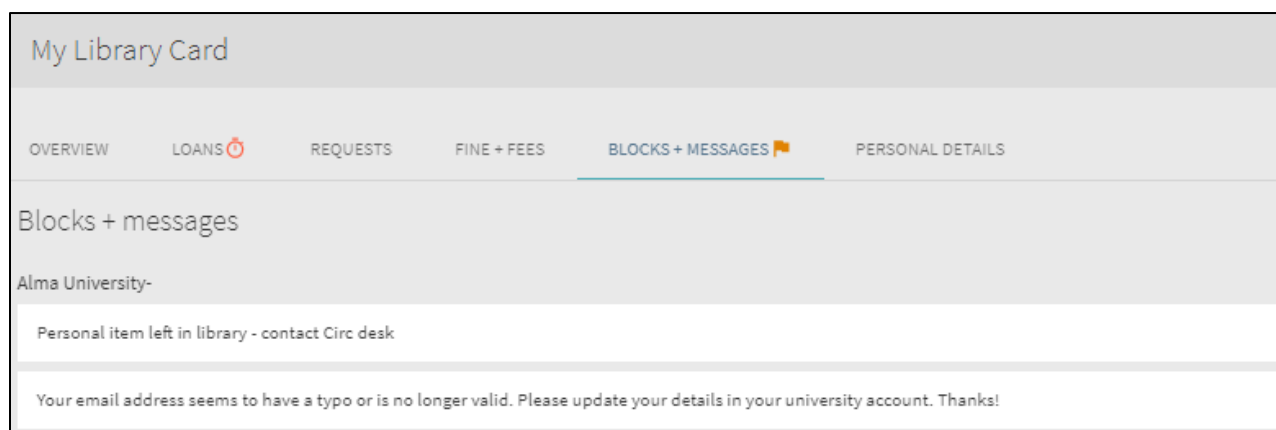 My Library Card
OVERVIEW LOANS REQUESTS FINE + FEES BLOCKS + MESSAGES PERSONAL DETAILS
Blocks + messages
Alma University-
Personal item left in library - contact Circ desk
Your email address seems to have a typo or is no longer valid. Please update your details in your university account. Thanks!